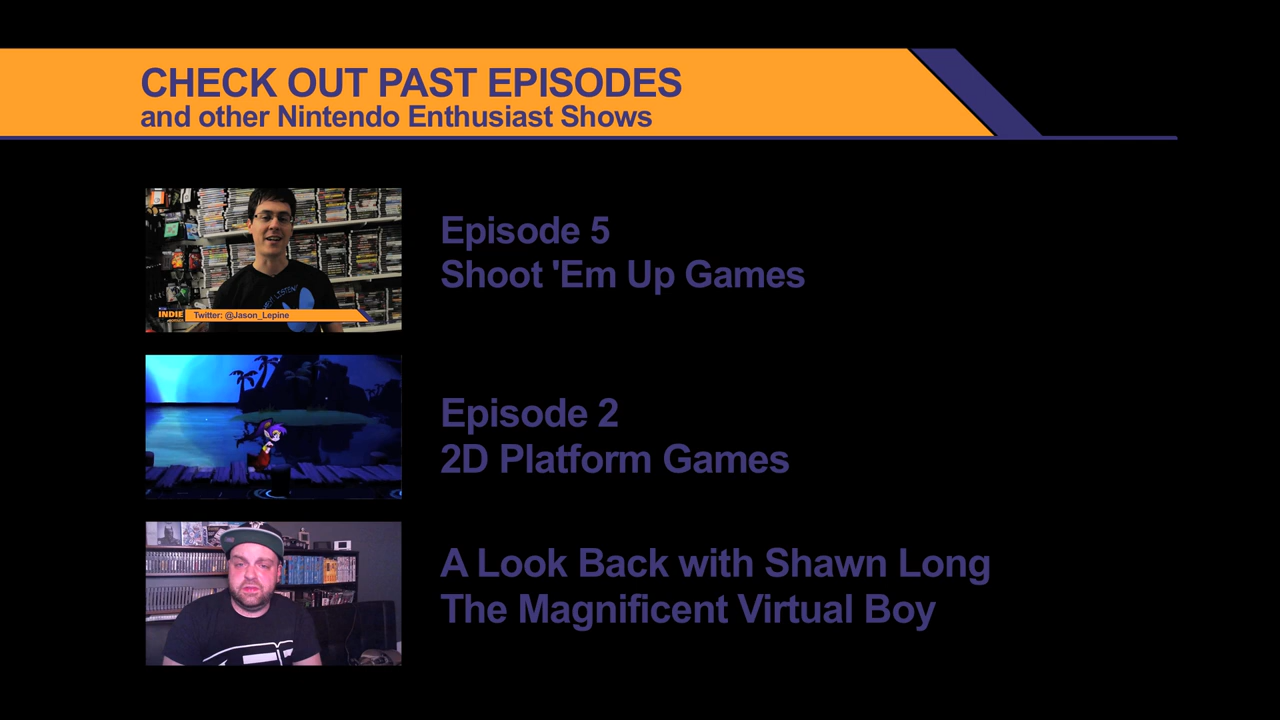 CHECK OUT PAST EPISODES
and other Nintendo Enthusiast Shows
Episode 5
Shoot 'Em Up Games
INDIE
Twitter: @Jason_Lepine
Episode 2
2D Platform Games
A Look Back with Shawn Long
The Magnificent Virtual Boy